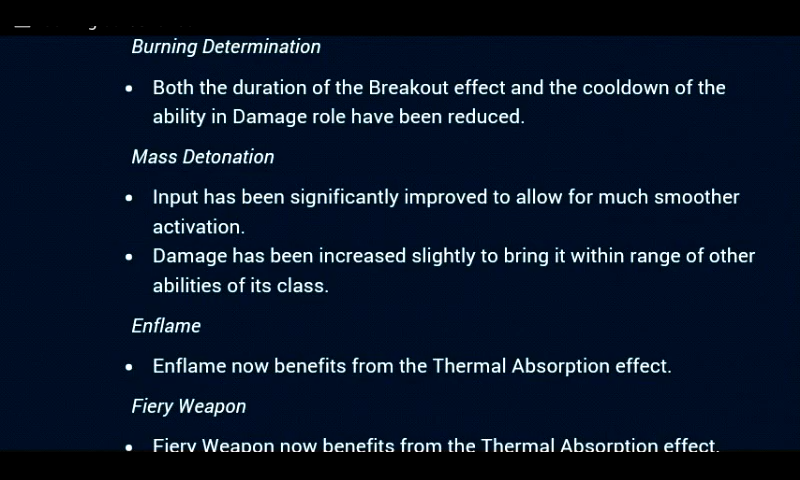 Burning Determination
• Both the duration of the Breakout effect and the cooldown of the
ability in Damage role have been reduced.
Mass Detonation
• Input has been significantly improved to allow for much smoother
activation.
• Damage has been increased slightly to bring it within range of other
abilities of its class.
Enflame
• Enflame now benefits from the Thermal Absorption effect.
Fiery Weapon
• Fiery Weapon now benefits from the Thermal Absorption effect.